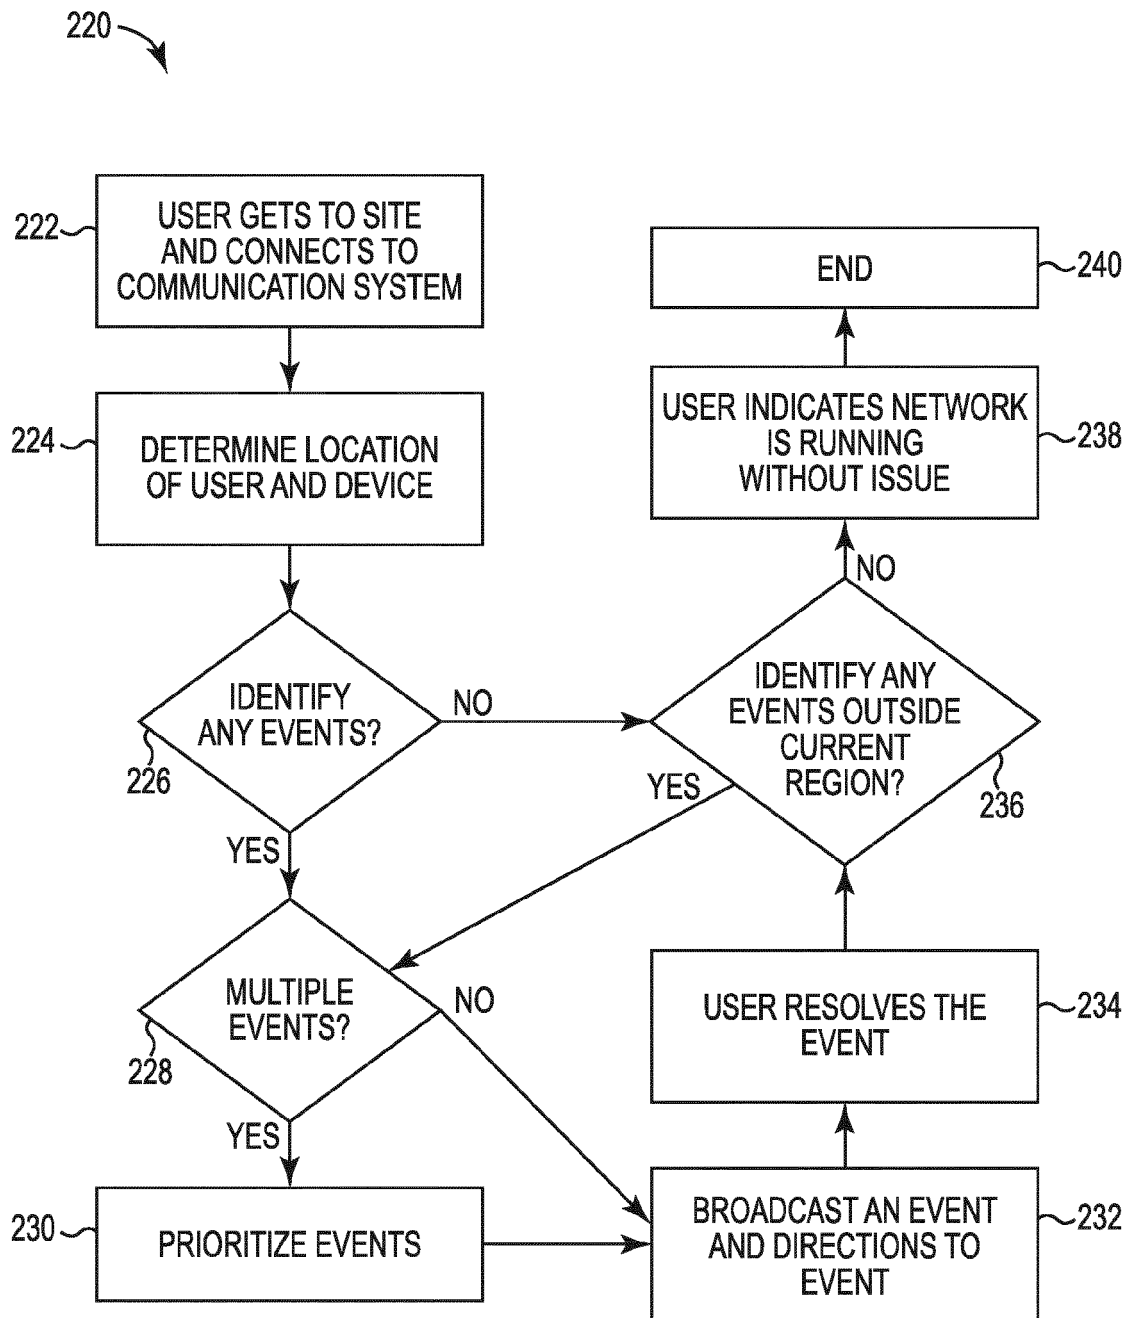 220
222
USER GETS TO SITE
AND CONNECTS TO
COMMUNICATION SYSTEM
224
DETERMINE LOCATION
OF USER AND DEVICE
IDENTIFY
ANY EVENTS?
226
NO
YES
MULTIPLE
EVENTS?
228
NO
YES
230
PRIORITIZE EVENTS
BROADCAST AN EVENT
AND DIRECTIONS TO
EVENT
232
USER RESOLVES THE
EVENT
234
IDENTIFY ANY
EVENTS OUTSIDE
CURRENT
REGION?
236
YES
NO
USER INDICATES NETWORK
IS RUNNING
WITHOUT ISSUE
238
END
240